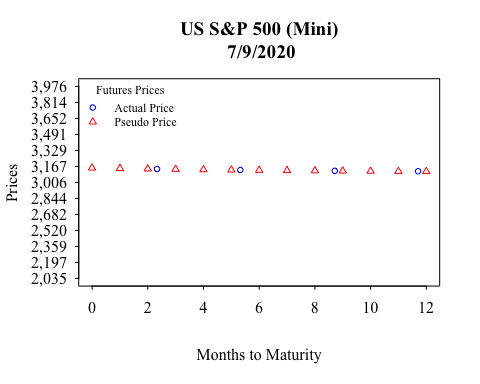 US S&P 500 (Mini)
7/9/2020
Futures Prices
Actual Price
Pseudo Price
Prices
3,976
3,814
3,652
3,491
3,329
3,167
3,006
2,844
2,682
2,520
2,359
2,197
2,035
0 2 4 6 8 10 12
Months to Maturity